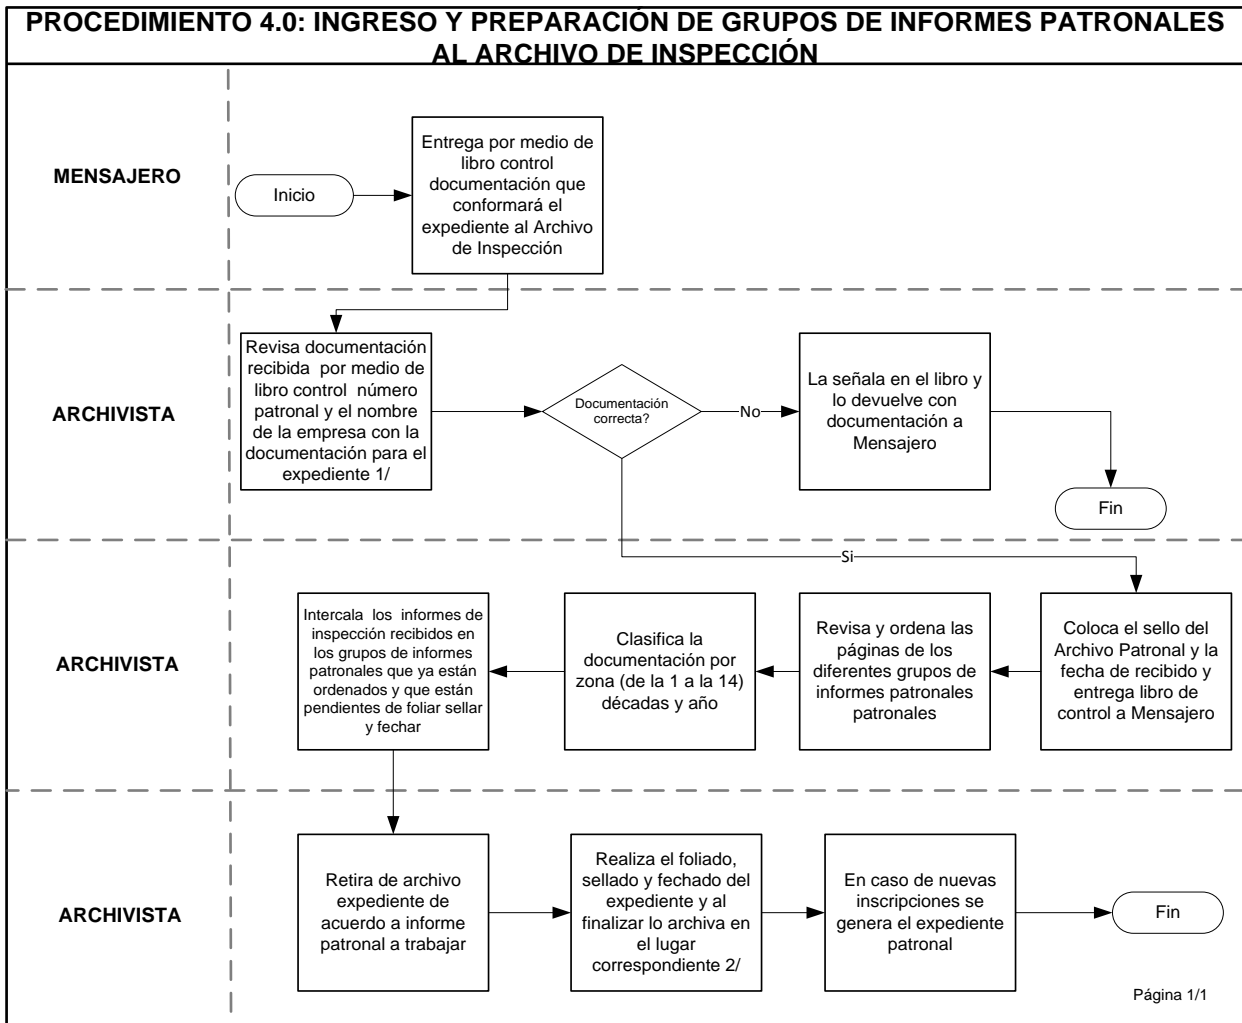 PROCEDIMIENTO 4.0: INGRESO Y PREPARACIÓN DE GRUPOS DE INFORMES PATRONALES
AL ARCHIVO DE INSPECCIÓN
MENSAJERO
Inicio
Entrega por medio de
libro control
documentación que
conformará el
expediente al Archivo
de Inspección
ARCHIVISTA
Revisa documentación
recibida por medio de
libro control número
patronal y el nombre
de la empresa con la
documentación para el
expediente 1/
Documentación
correcta?
No
La señala en el libro y
lo devuelve con
documentación a
Mensajero
Fin
Si
ARCHIVISTA
Intercala los informes de
inspección recibidos en
los grupos de informes
patronales que ya están
ordenados y que están
pendientes de foliar sellar
y fechar
Clasifica la
documentación por
zona (de la 1 a la 14)
décadas y año
Revisa y ordena las
páginas de los
diferentes grupos de
informes patronales
patronales
Coloca el sello del
Archivo Patronal y la
fecha de recibido y
entrega libro de
control a Mensajero
ARCHIVISTA
Retira de archivo
expediente de
acuerdo a informe
patronal a trabajar
Realiza el foliado,
sellado y fechado del
expediente y al
finalizar lo archiva en
el lugar
correspondiente 2/
En caso de nuevas
inscripciones se
genera el expediente
patronal
Fin
Página 1/1